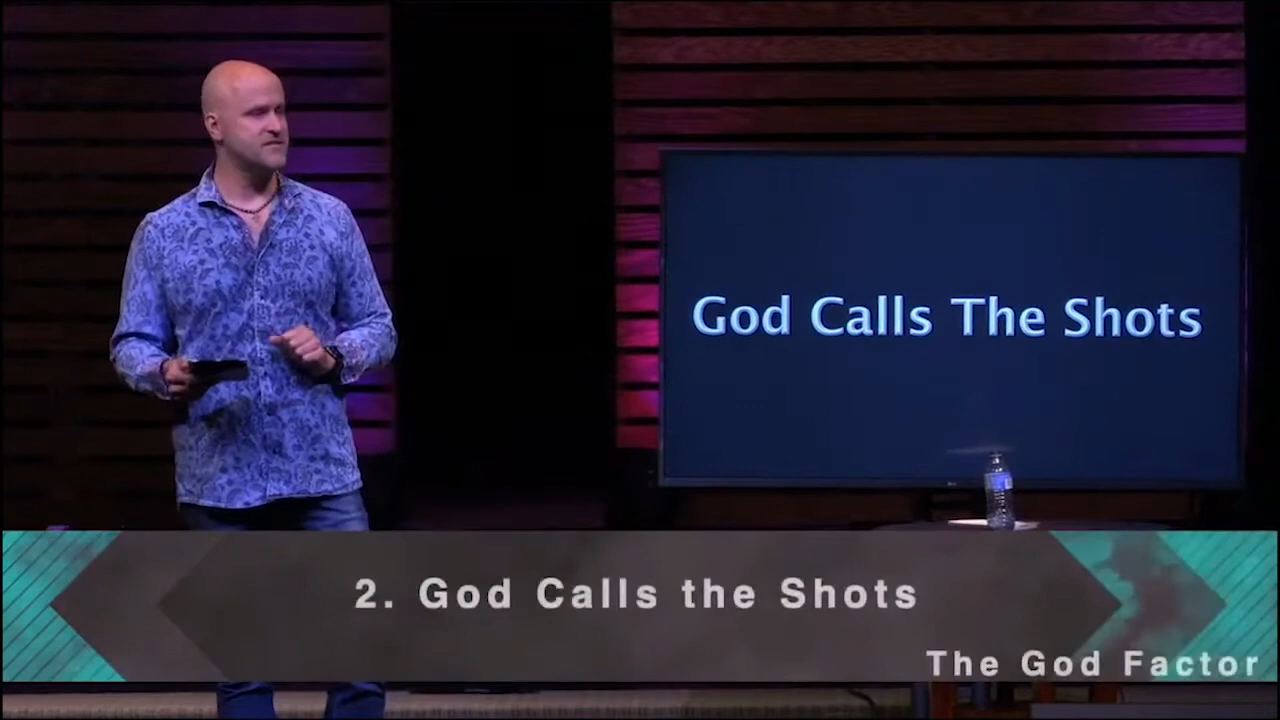 God Calls The Shots
2. God Calls the Shots
The God Factor